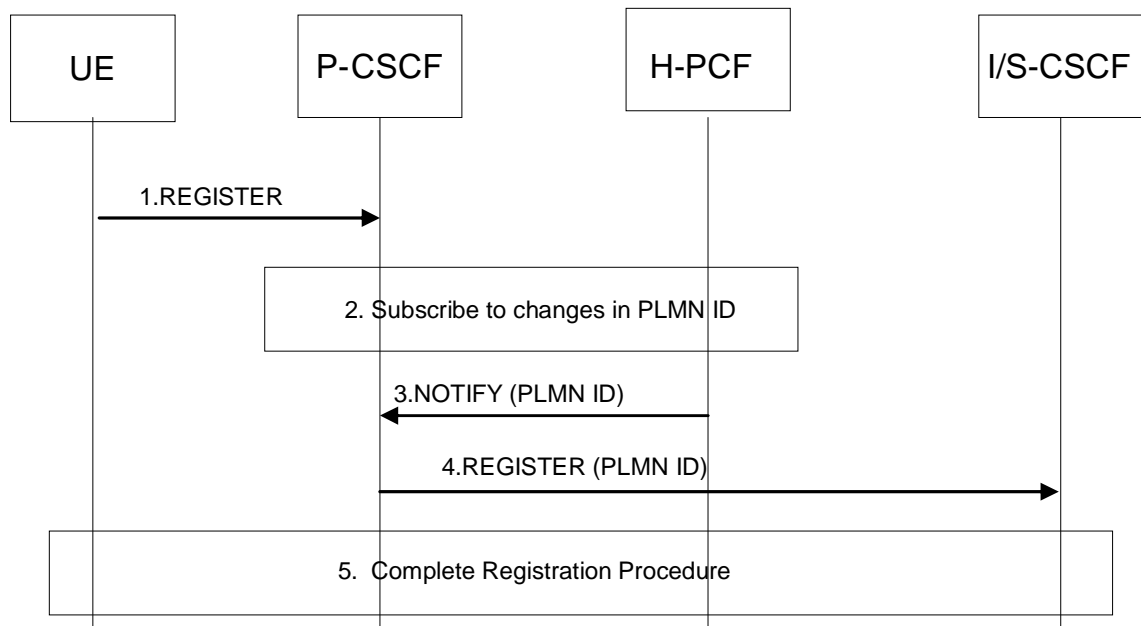 UE
P-CSCF
H-PCF
I/S-CSCF
1.REGISTER
2. Subscribe to changes in PLMN ID
3.NOTIFY (PLMN ID)
4.REGISTER (PLMN ID)
5. Complete Registration Procedure